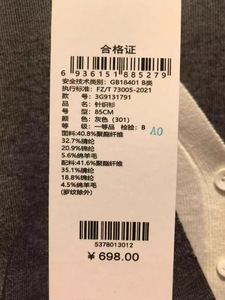 合格证
6 936151 885279
安全技术类别：GB18401 B类
执行标准：FZ/T 73005-2021
款　号：3G9131791
品　名：针织衫
型　号：85CM
颜　色：灰色 (301)
等　级：一等品 检验：B AO
面料:40.8%聚酯纤维
32.7%腈纶
20.9%锦纶
5.6%绵羊毛
配料:41.6%聚酯纤维
35.1%腈纶
18.8%锦纶
4.5%绵羊毛
(罗纹除外)
5378013012
￥698.00